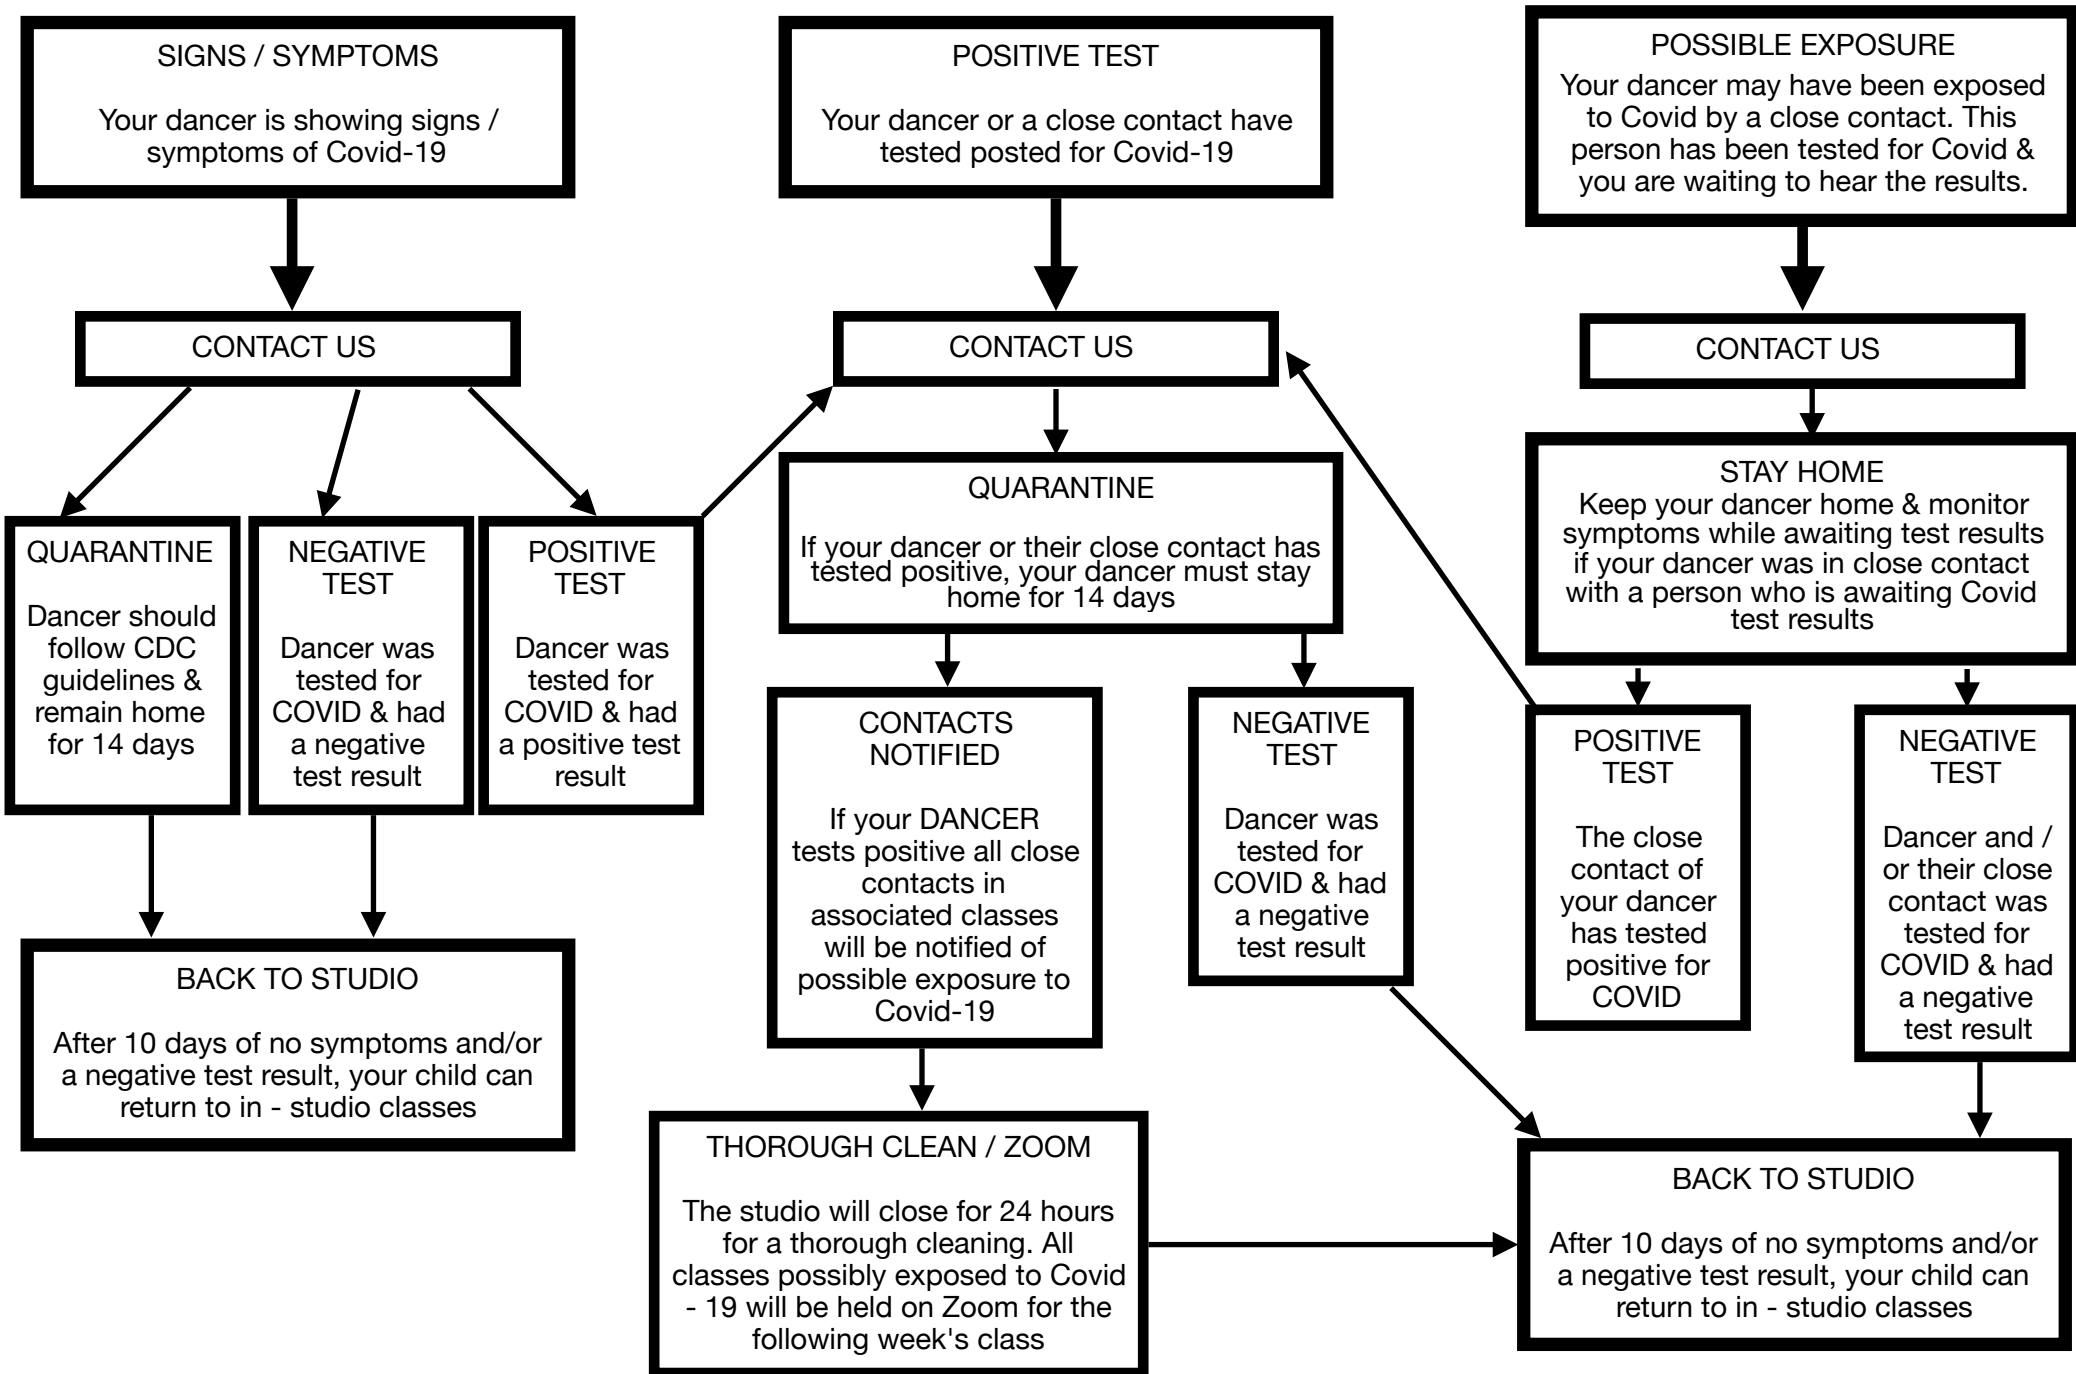 SIGNS / SYMPTOMS
Your dancer is showing signs /
symptoms of Covid-19
POSITIVE TEST
Your dancer or a close contact have
tested posted for Covid-19
POSSIBLE EXPOSURE
Your dancer may have been exposed
to Covid by a close contact. This
person has been tested for Covid &
you are waiting to hear the results.
CONTACT US
CONTACT US
CONTACT US
QUARANTINE
Dancer should
follow CDC
guidelines &
remain home
for 14 days
NEGATIVE
TEST
Dancer was
tested for
COVID & had
a negative
test result
POSITIVE
TEST
Dancer was
tested for
COVID & had
a positive test
result
QUARANTINE
If your dancer or their close contact has
tested positive, your dancer must stay
home for 14 days
STAY HOME
Keep your dancer home & monitor
symptoms while awaiting test results
if your dancer was in close contact
with a person who is awaiting Covid
test results
CONTACTS
NOTIFIED
If your DANCER
tests positive all close
contacts in
associated classes
will be notified of
possible exposure to
Covid-19
NEGATIVE
TEST
Dancer was
tested for
COVID & had
a negative
test result
POSITIVE
TEST
The close
contact of
your dancer
has tested
positive for
COVID
NEGATIVE
TEST
Dancer and /
or their close
contact was
tested for
COVID & had
a negative
test result
BACK TO STUDIO
After 10 days of no symptoms and/or
a negative test result, your child can
return to in - studio classes
THOROUGH CLEAN / ZOOM
The studio will close for 24 hours
for a thorough cleaning. All
classes possibly exposed to Covid
- 19 will be held on Zoom for the
following week's class
BACK TO STUDIO
After 10 days of no symptoms and/or
a negative test result, your child can
return to in - studio classes